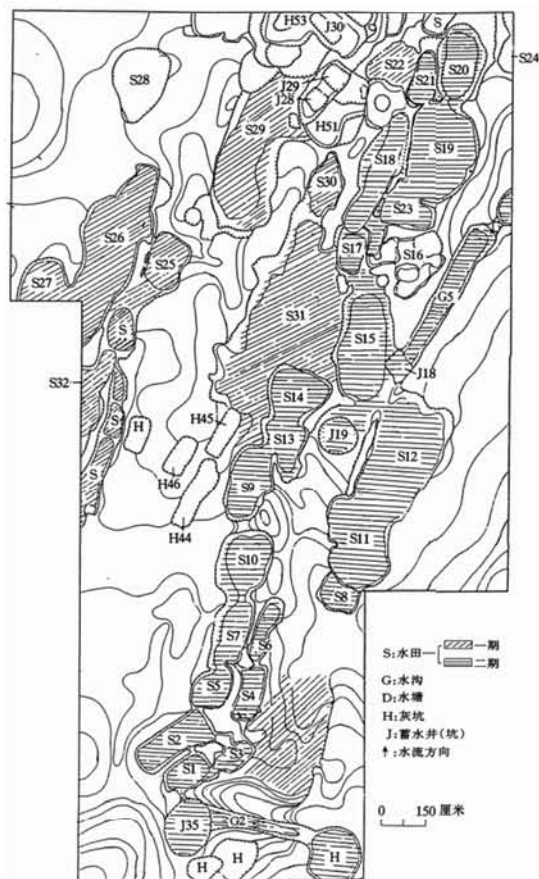 H53
J30
S
S28
S22
S21
S20
S24
J29
J28
S29
H51
S18
S19
S30
S23
S26
S25
S17
S16
S27
G5
S
S31
S15
S32
S14
J18
S
H
H45
S13
J19
S12
S
H46
S9
H44
S11
S10
S8
S7
S6
S5
S4
S2
S3
S1
J35
G2
H
H
H
S:水田— 一期
二期
G:水沟
D:水塘
H:灰坑
J:蓄水井(坑)
↑:水流方向
0 150 厘米